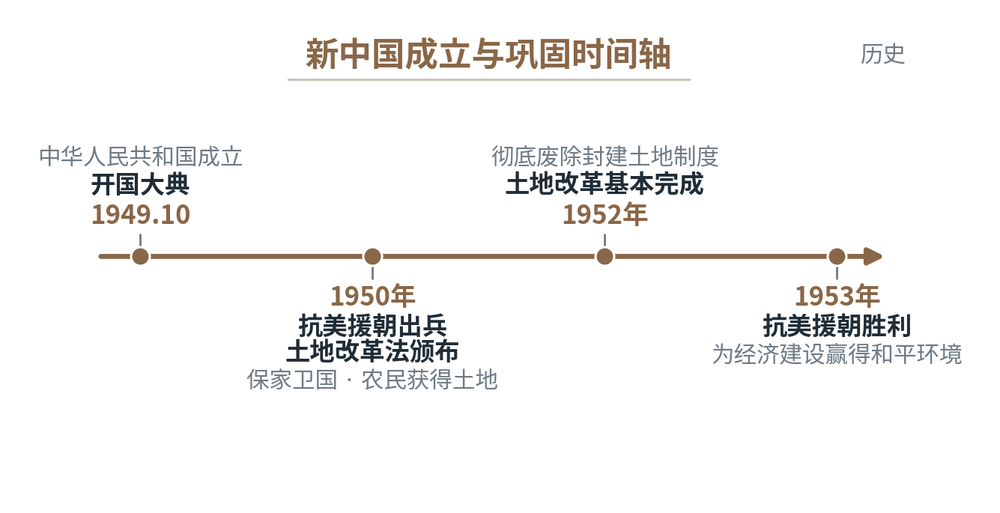 新中国成立与巩固时间轴
历史
中华人民共和国成立
开国大典
1949.10
1950年
抗美援朝出兵
土地改革法颁布
保家卫国 · 农民获得土地
彻底废除封建土地制度
土地改革基本完成
1952年
1953年
抗美援朝胜利
为经济建设赢得和平环境